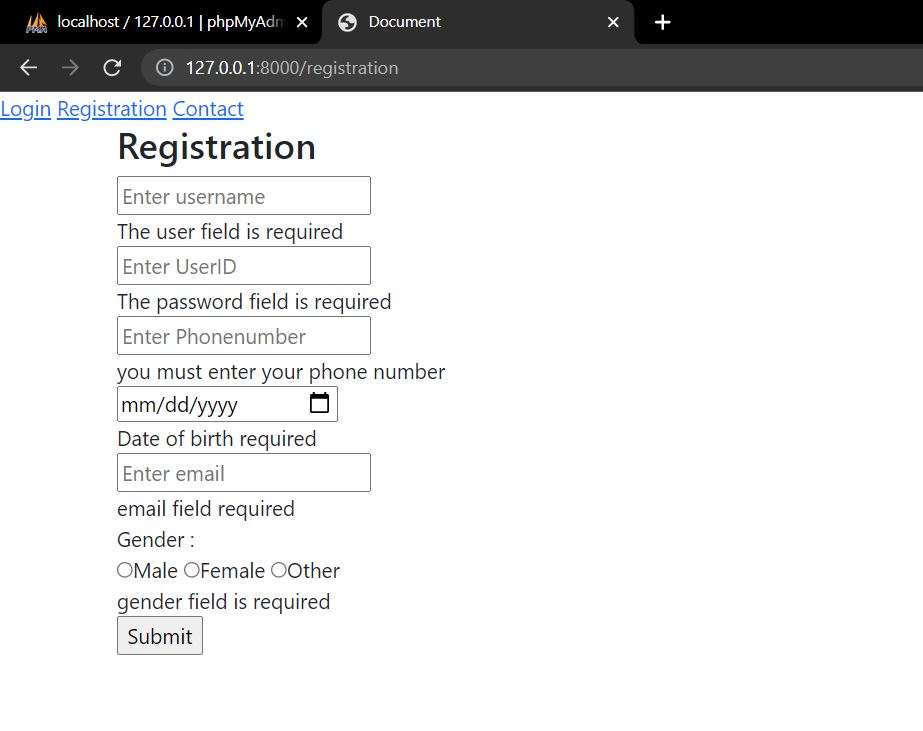 localhost / 127.0.0.1 | phpMyAdm
Document
127.0.0.1:8000/registration
Login Registration Contact
Registration
Enter username
The user field is required
Enter UserID
The password field is required
Enter Phonenumber
you must enter your phone number
mm/dd/yyyy
Date of birth required
Enter email
email field required
Gender :
Male Female Other
gender field is required
Submit